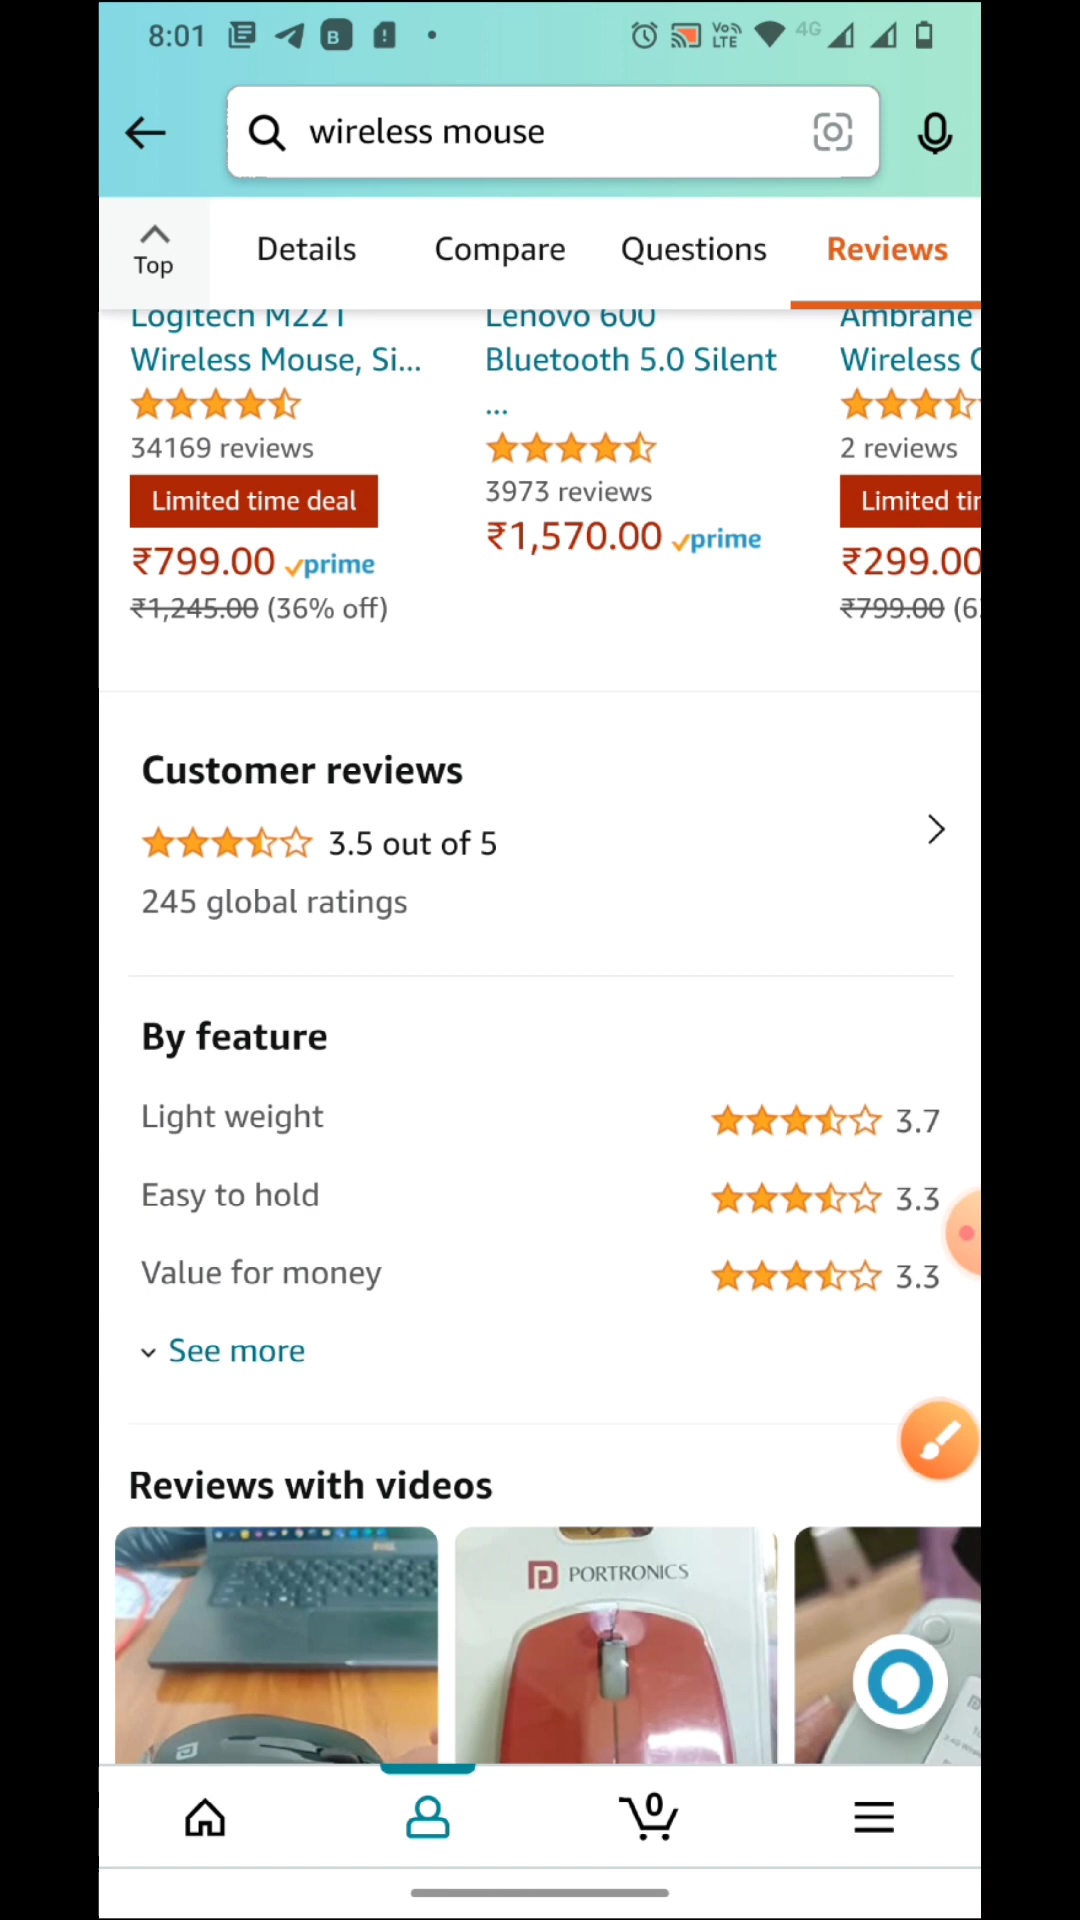 8:01 B VoLTE 4G
wireless mouse
Top Details Compare Questions Reviews
Logitech M221 Lenovo 600 Ambrane
Wireless Mouse, Si... Bluetooth 5.0 Silent Wireless
...
34169 reviews 3973 reviews 2 reviews
Limited time deal Limited
₹799.00 prime ₹1,570.00 prime ₹299.00
₹1,245.00 (36% off) ₹799.00
Customer reviews
3.5 out of 5
245 global ratings
By feature
Light weight 3.7
Easy to hold 3.3
Value for money 3.3
See more
Reviews with videos
PORTRONICS
0